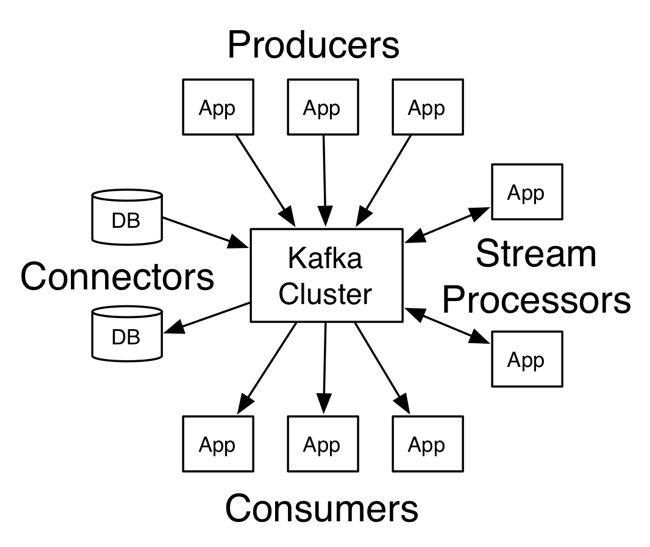 Producers
App
App
App
DB
App
Kafka
Cluster
Connectors
Stream
Processors
DB
App
App
App
App
Consumers